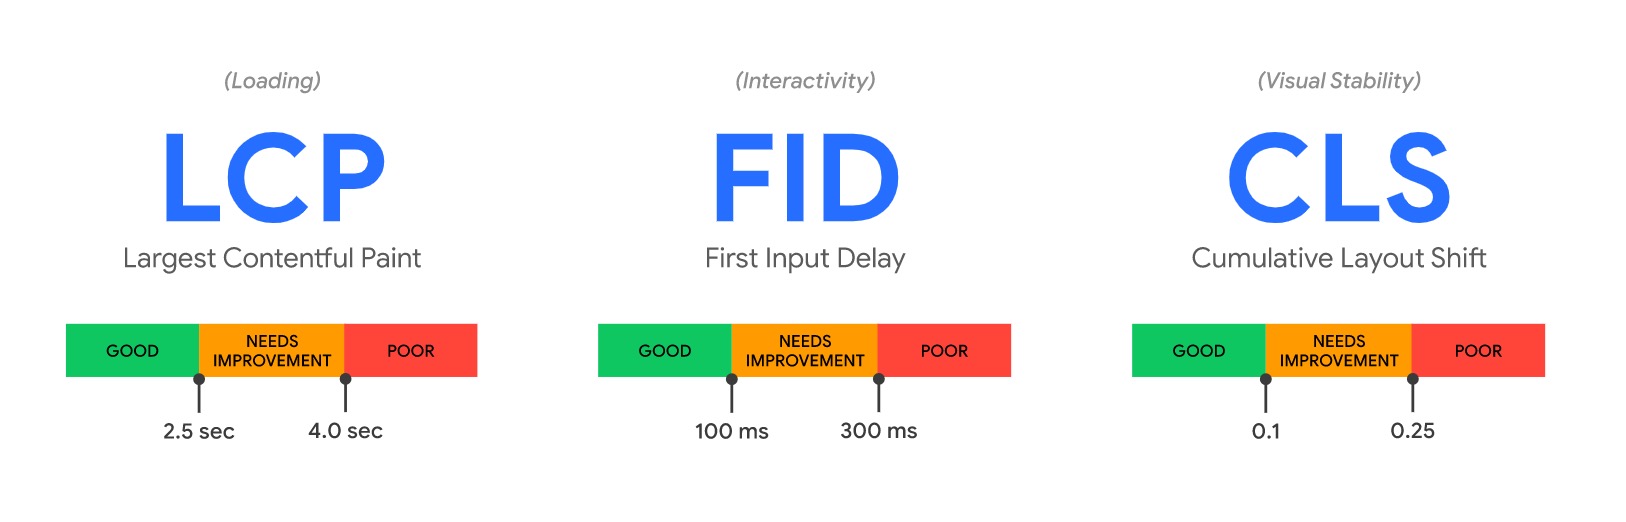 (Loading)
LCP
Largest Contentful Paint
GOOD
NEEDS
IMPROVEMENT
POOR
2.5 sec
4.0 sec
(Interactivity)
FID
First Input Delay
GOOD
NEEDS
IMPROVEMENT
POOR
100 ms
300 ms
(Visual Stability)
CLS
Cumulative Layout Shift
GOOD
NEEDS
IMPROVEMENT
POOR
0.1
0.25